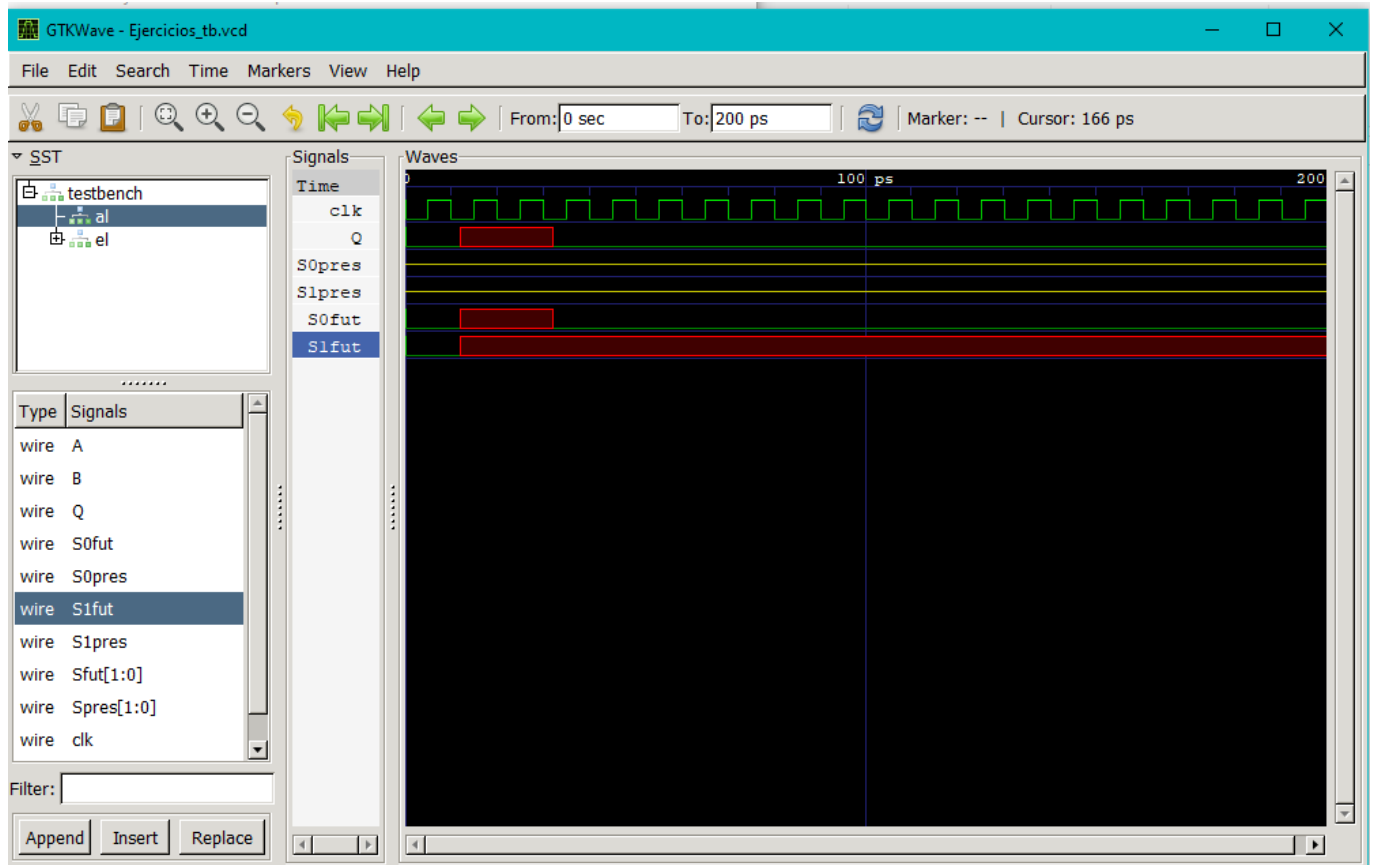 GTKWave - Ejercicios_tb.vcd
File Edit Search Time Markers View Help
From: 0 sec To: 200 ps Marker: -- | Cursor: 166 ps
SST
testbench
al
el
Type Signals
wire A
wire B
wire Q
wire S0fut
wire S0pres
wire S1fut
wire S1pres
wire Sfut[1:0]
wire Spres[1:0]
wire clk
Filter:
Append Insert Replace
Signals
Time
clk
Q
S0pres
S1pres
S0fut
S1fut
Waves
100 ps 200